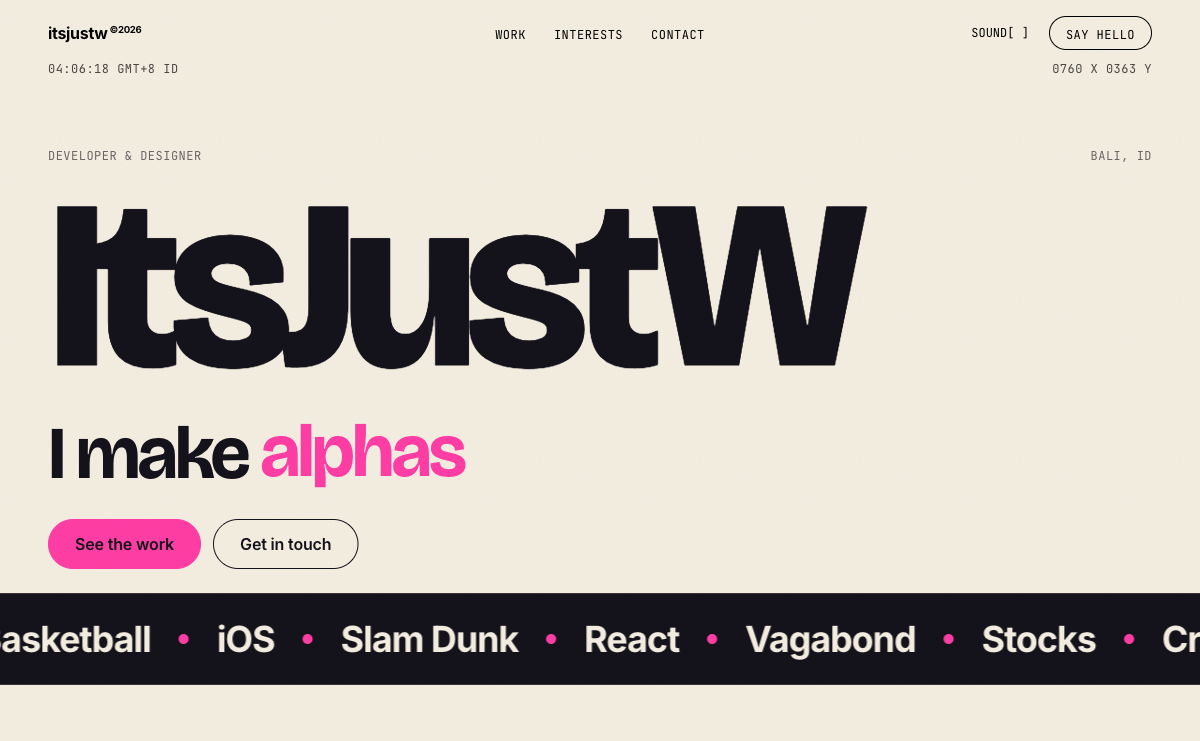 itsjustw ©2026
WORK INTERESTS CONTACT
SOUND[ ] SAY HELLO
04:06:18 GMT+8 ID
0760 X 0363 Y
DEVELOPER & DESIGNER
BALI, ID
ItsJustW
I make alphas
See the work Get in touch
asketball • iOS • Slam Dunk • React • Vagabond • Stocks • Cr